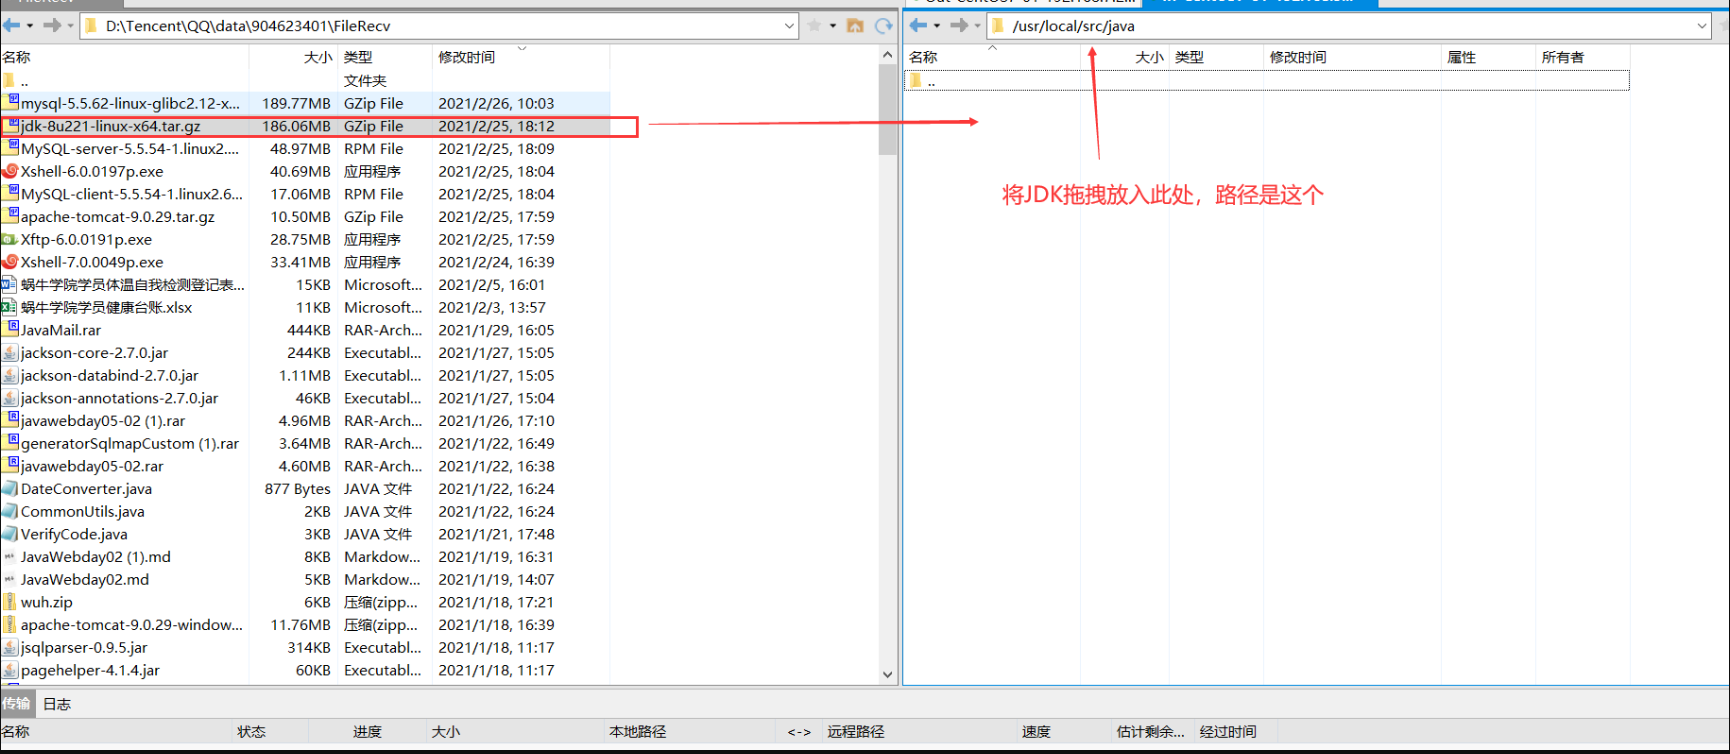 D:\Tencent\QQ\data\904623401\FileRecv
/usr/local/src/java
名称 大小 类型 修改时间
名称 大小 类型 修改时间 属性 所有者
.. 文件夹
..
mysql-5.5.62-linux-glibc2.12-x... 189.77MB GZip File 2021/2/26, 10:03
jdk-8u221-linux-x64.tar.gz 186.06MB GZip File 2021/2/25, 18:12
MySQL-server-5.5.54-1.linux2.... 48.97MB RPM File 2021/2/25, 18:09
Xshell-6.0.0197p.exe 40.69MB 应用程序 2021/2/25, 18:04
MySQL-client-5.5.54-1.linux2.6... 17.06MB RPM File 2021/2/25, 18:04
将JDK拖拽放入此处，路径是这个
apache-tomcat-9.0.29.tar.gz 10.50MB GZip File 2021/2/25, 17:59
Xftp-6.0.0191p.exe 28.75MB 应用程序 2021/2/25, 17:59
Xshell-7.0.0049p.exe 33.41MB 应用程序 2021/2/24, 16:39
蜗牛学院学员体温自我检测登记表... 15KB Microsoft... 2021/2/5, 16:01
蜗牛学院学员健康台账.xlsx 11KB Microsoft... 2021/2/3, 13:57
JavaMail.rar 444KB RAR-Arch... 2021/1/29, 16:05
jackson-core-2.7.0.jar 244KB Executabl... 2021/1/27, 15:05
jackson-databind-2.7.0.jar 1.11MB Executabl... 2021/1/27, 15:05
jackson-annotations-2.7.0.jar 46KB Executabl... 2021/1/27, 15:04
javawebday05-02 (1).rar 4.96MB RAR-Arch... 2021/1/26, 17:10
generatorSqlmapCustom (1).rar 3.64MB RAR-Arch... 2021/1/22, 16:49
javawebday05-02.rar 4.60MB RAR-Arch... 2021/1/22, 16:38
DateConverter.java 877 Bytes JAVA 文件 2021/1/22, 16:24
CommonUtils.java 2KB JAVA 文件 2021/1/22, 16:24
VerifyCode.java 3KB JAVA 文件 2021/1/21, 17:48
JavaWebday02 (1).md 8KB Markdow... 2021/1/19, 16:31
JavaWebday02.md 5KB Markdow... 2021/1/19, 14:07
wuh.zip 6KB 压缩(zipp... 2021/1/18, 17:21
apache-tomcat-9.0.29-window... 11.76MB 压缩(zipp... 2021/1/18, 16:39
jsqlparser-0.9.5.jar 314KB Executabl... 2021/1/18, 11:17
pagehelper-4.1.4.jar 60KB Executabl... 2021/1/18, 11:17
传输 日志
名称 状态 进度 大小 本地路径 <-> 远程路径 速度 估计剩余... 经过时间